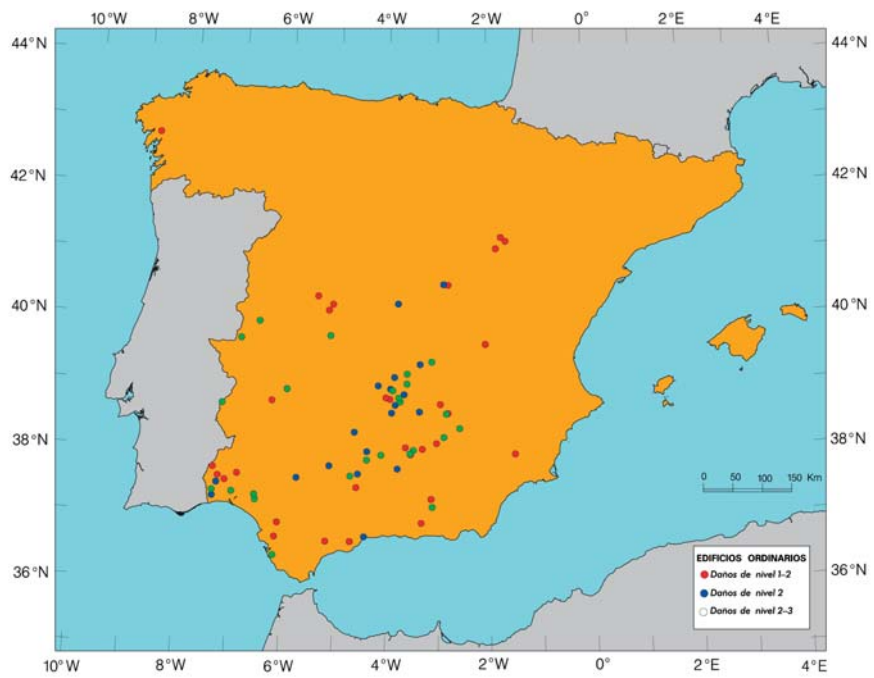 10°W 8°W 6°W 4°W 2°W 0° 2°E 4°E
44°N 44°N
42°N 42°N
40°N 40°N
38°N 38°N
0 50 100 150 Km
36°N 36°N
EDIFICIOS ORDINARIOS
Daños de nivel 1-2
Daños de nivel 2
Daños de nivel 2-3
10°W 8°W 6°W 4°W 2°W 0° 2°E 4°E